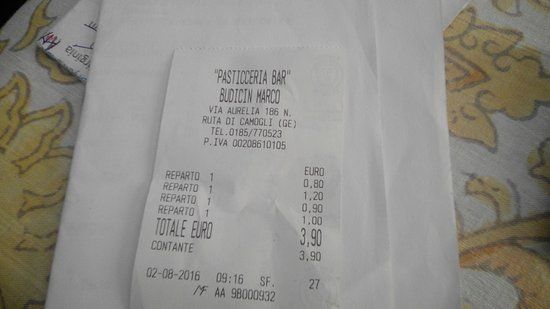 "PASTICCERIA BAR"
BUDICIN MARCO
VIA AURELIA 186 N.
RUTA DI CAMOGLI (GE)
TEL.0185/770523
P.IVA 00208610105
EURO
REPARTO 1 0,80
REPARTO 1 1,20
REPARTO 1 0,90
REPARTO 1 1,00
TOTALE EURO 3,90
CONTANTE 3,90
02-08-2016 09:16 SF. 27
MF AA 98000932